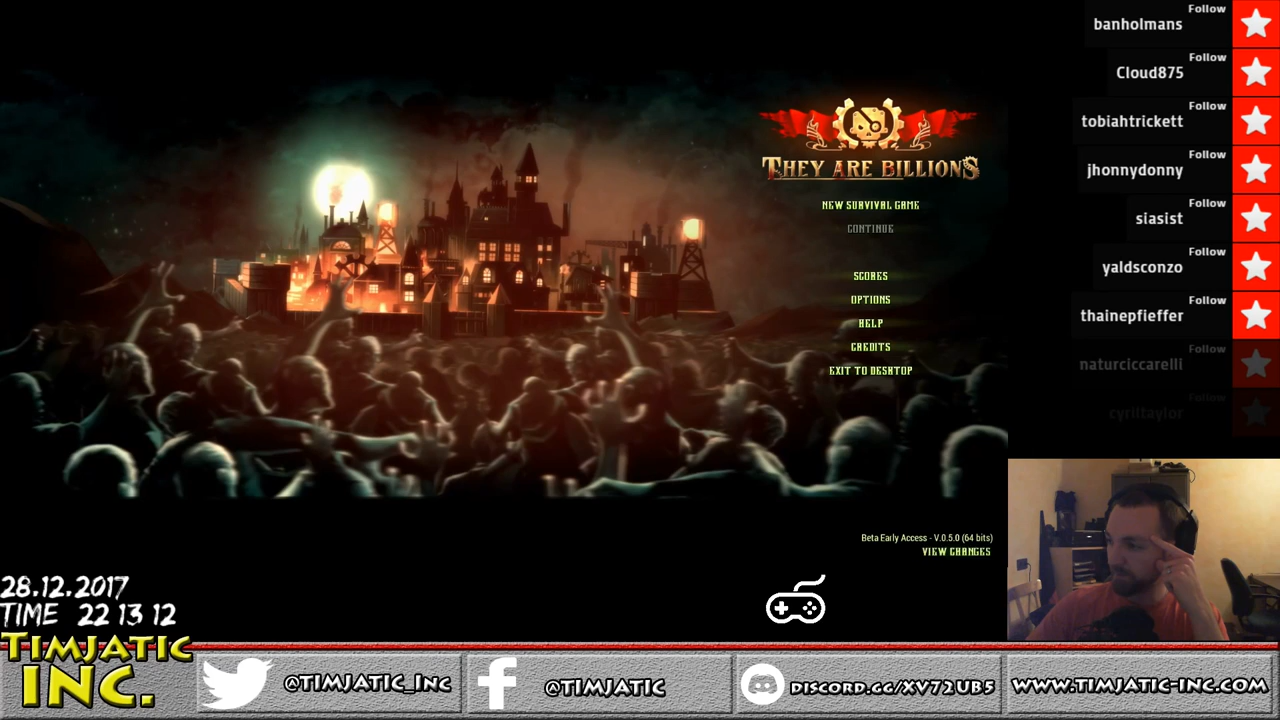 Follow
banholmans
Follow
Cloud875
Follow
tobiahtrickett
Follow
jhonnydonny
Follow
siasist
Follow
yaldsconzo
Follow
thainepfieffer
Follow
naturciccarelli
Follow
cyriltaylor
THEY ARE BILLIONS
NEW SURVIVAL GAME
CONTINUE
SCORES
OPTIONS
HELP
CREDITS
EXIT TO DESKTOP
Beta Early Access - V.0.5.0 (64 bits)
VIEW CHANGES
28.12.2017
TIME 22 13 12
TIMJATIC
INC.
@TIMJATIC_INC
@TIMJATIC
DISCORD.GG/XV72UB5
WWW.TIMJATIC-INC.COM